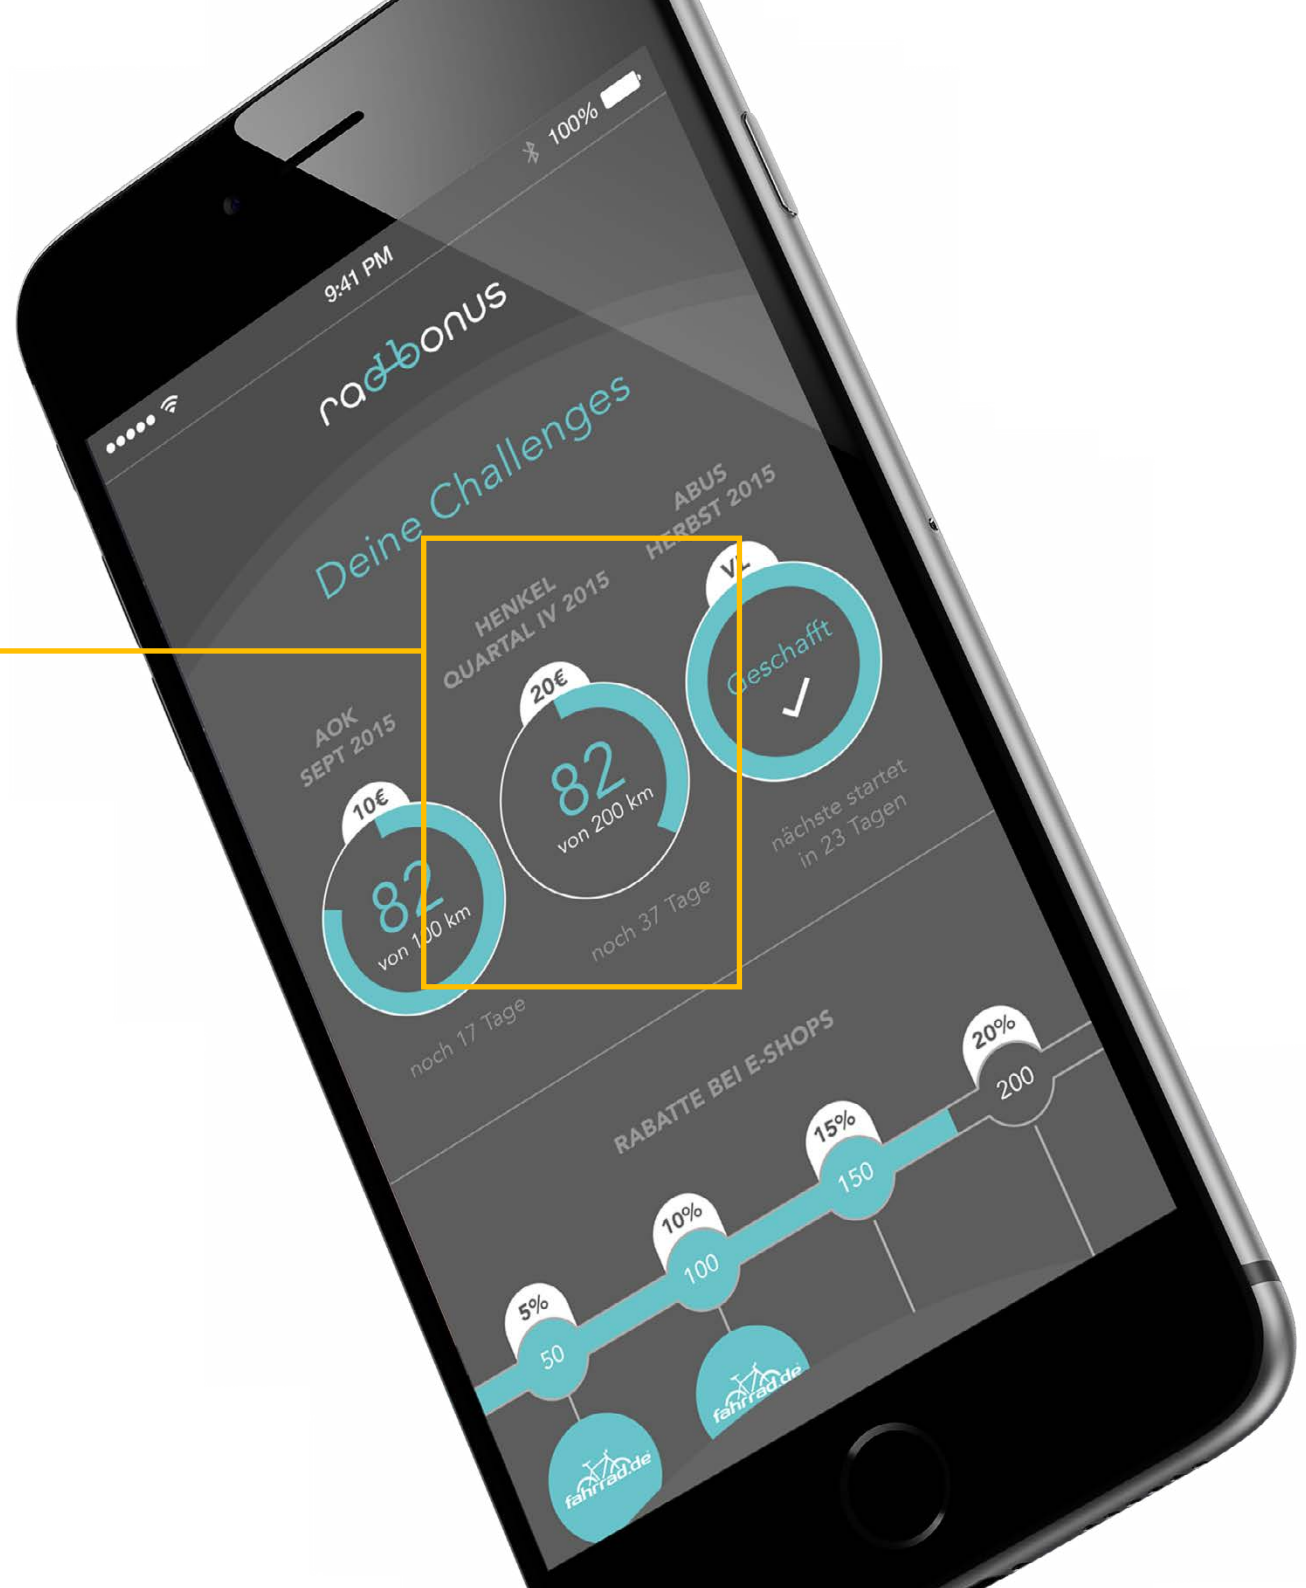 100%
9:41 PM
radbonus
Deine Challenges
AOK
SEPT 2015
10€
82
von 100 km
noch 17 Tage
HENKEL
QUARTAL IV 2015
20€
82
von 200 km
noch 37 Tage
ABUS
HERBST 2015
Geschafft
nächste startet
in 23 Tagen
RABATTE BEI E-SHOPS
5%
50
10%
100
15%
150
20%
200
fahrrad.de
fahrrad.de